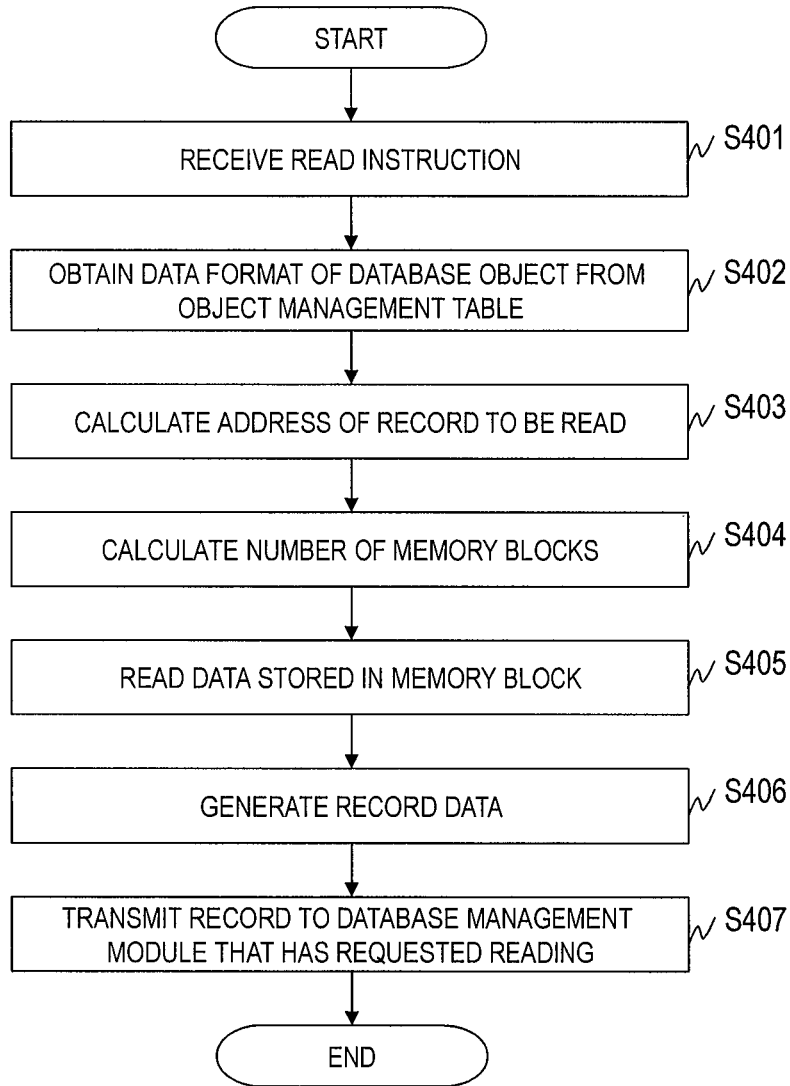 START
RECEIVE READ INSTRUCTION
S401
OBTAIN DATA FORMAT OF DATABASE OBJECT FROM
OBJECT MANAGEMENT TABLE
S402
CALCULATE ADDRESS OF RECORD TO BE READ
S403
CALCULATE NUMBER OF MEMORY BLOCKS
S404
READ DATA STORED IN MEMORY BLOCK
S405
GENERATE RECORD DATA
S406
TRANSMIT RECORD TO DATABASE MANAGEMENT
MODULE THAT HAS REQUESTED READING
S407
END